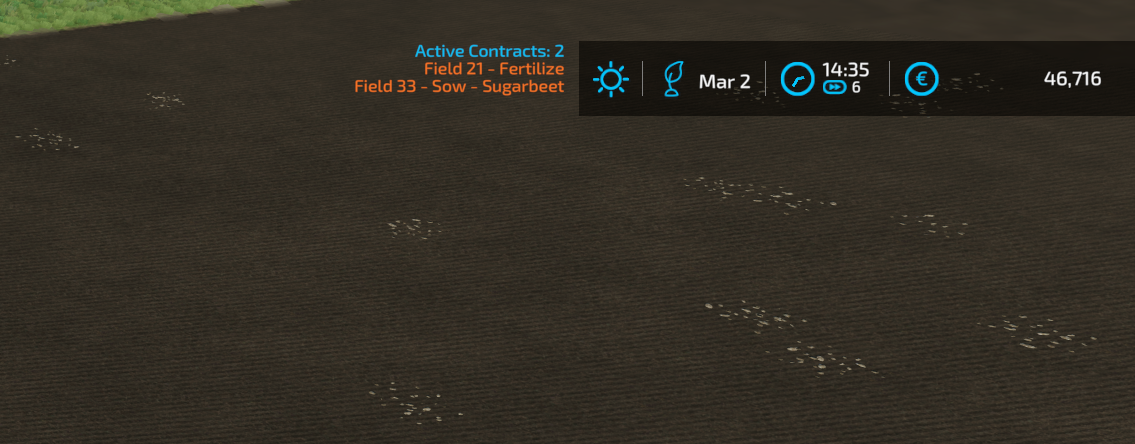 Active Contracts: 2
Field 21 - Fertilize
Field 33 - Sow - Sugarbeet
Mar 2
14:35
6
€
46,716